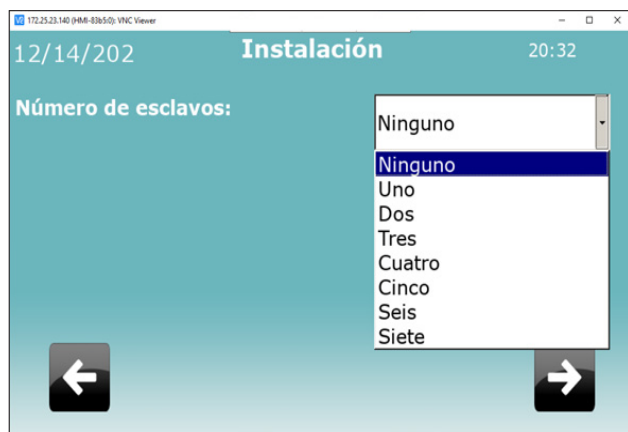 172.25.23.140 (HMI-83b5:0): VNC Viewer
12/14/202 Instalación 20:32
Número de esclavos: Ninguno
Ninguno
Uno
Dos
Tres
Cuatro
Cinco
Seis
Siete